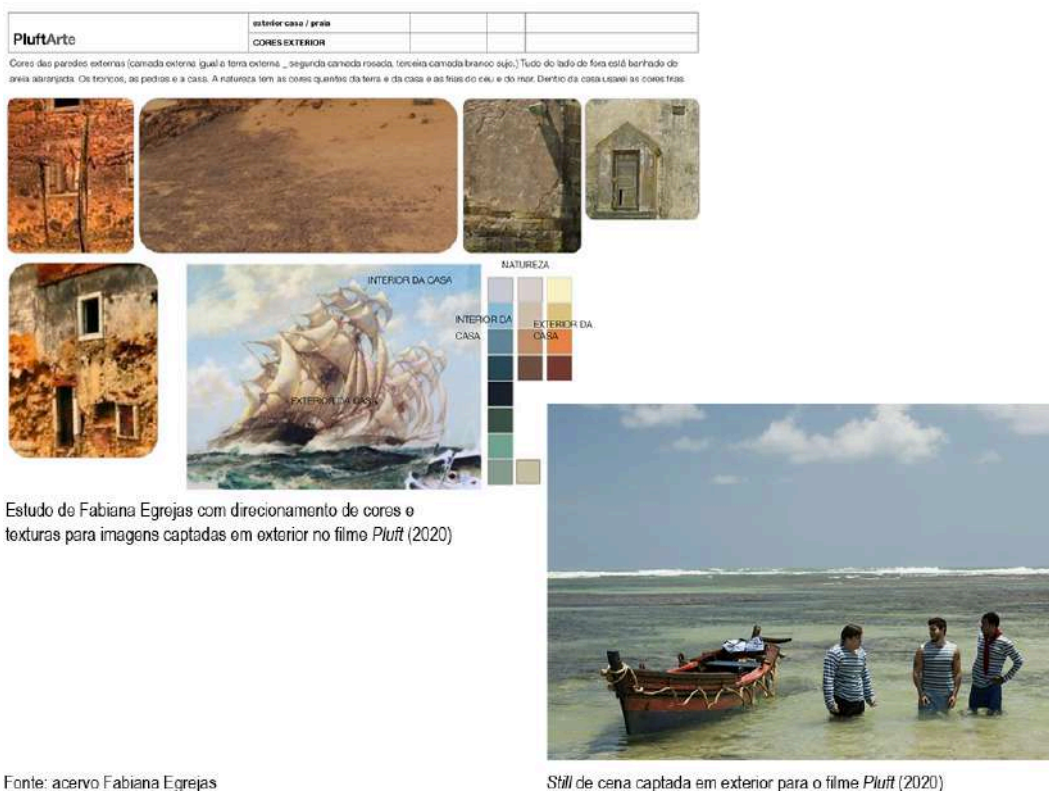 PluftArte
exterior casa / praia
CORES EXTERIOR
Cores das paredes externas (camada externa igual a terra externa _ segunda camada rosada, terceira camada branco sujo.) Tudo do lado de fora está banhado de
areia alaranjada. Os troncos, as pedras e a casa. A natureza tem as cores quentes da terra e da casa e as frias do céu e do mar. Dentro da casa usarei as cores frias.
INTERIOR DA CASA
EXTERIOR DA CASA
NATUREZA
INTERIOR DA
CASA
EXTERIOR DA
CASA
Estudo de Fabiana Egrejas com direcionamento de cores e
texturas para imagens captadas em exterior no filme Pluft (2020)
Fonte: acervo Fabiana Egrejas
Still de cena captada em exterior para o filme Pluft (2020)